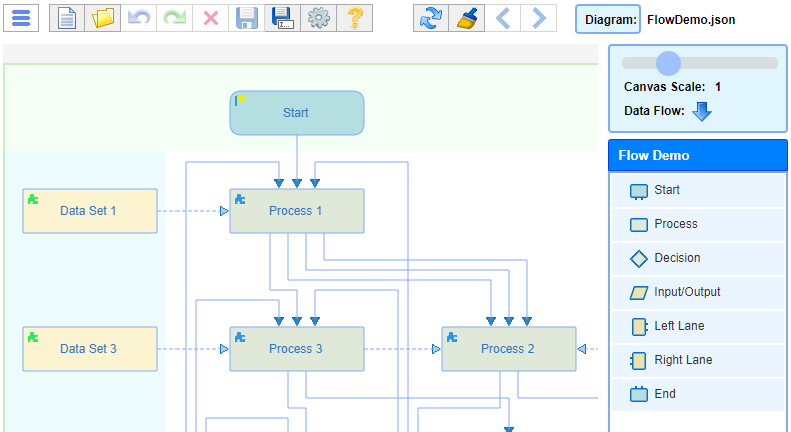 Diagram: FlowDemo.json
Canvas Scale: 1
Data Flow:
Flow Demo
Start
Process
Decision
Input/Output
Left Lane
Right Lane
End
Start
Data Set 1
Process 1
Data Set 3
Process 3
Process 2